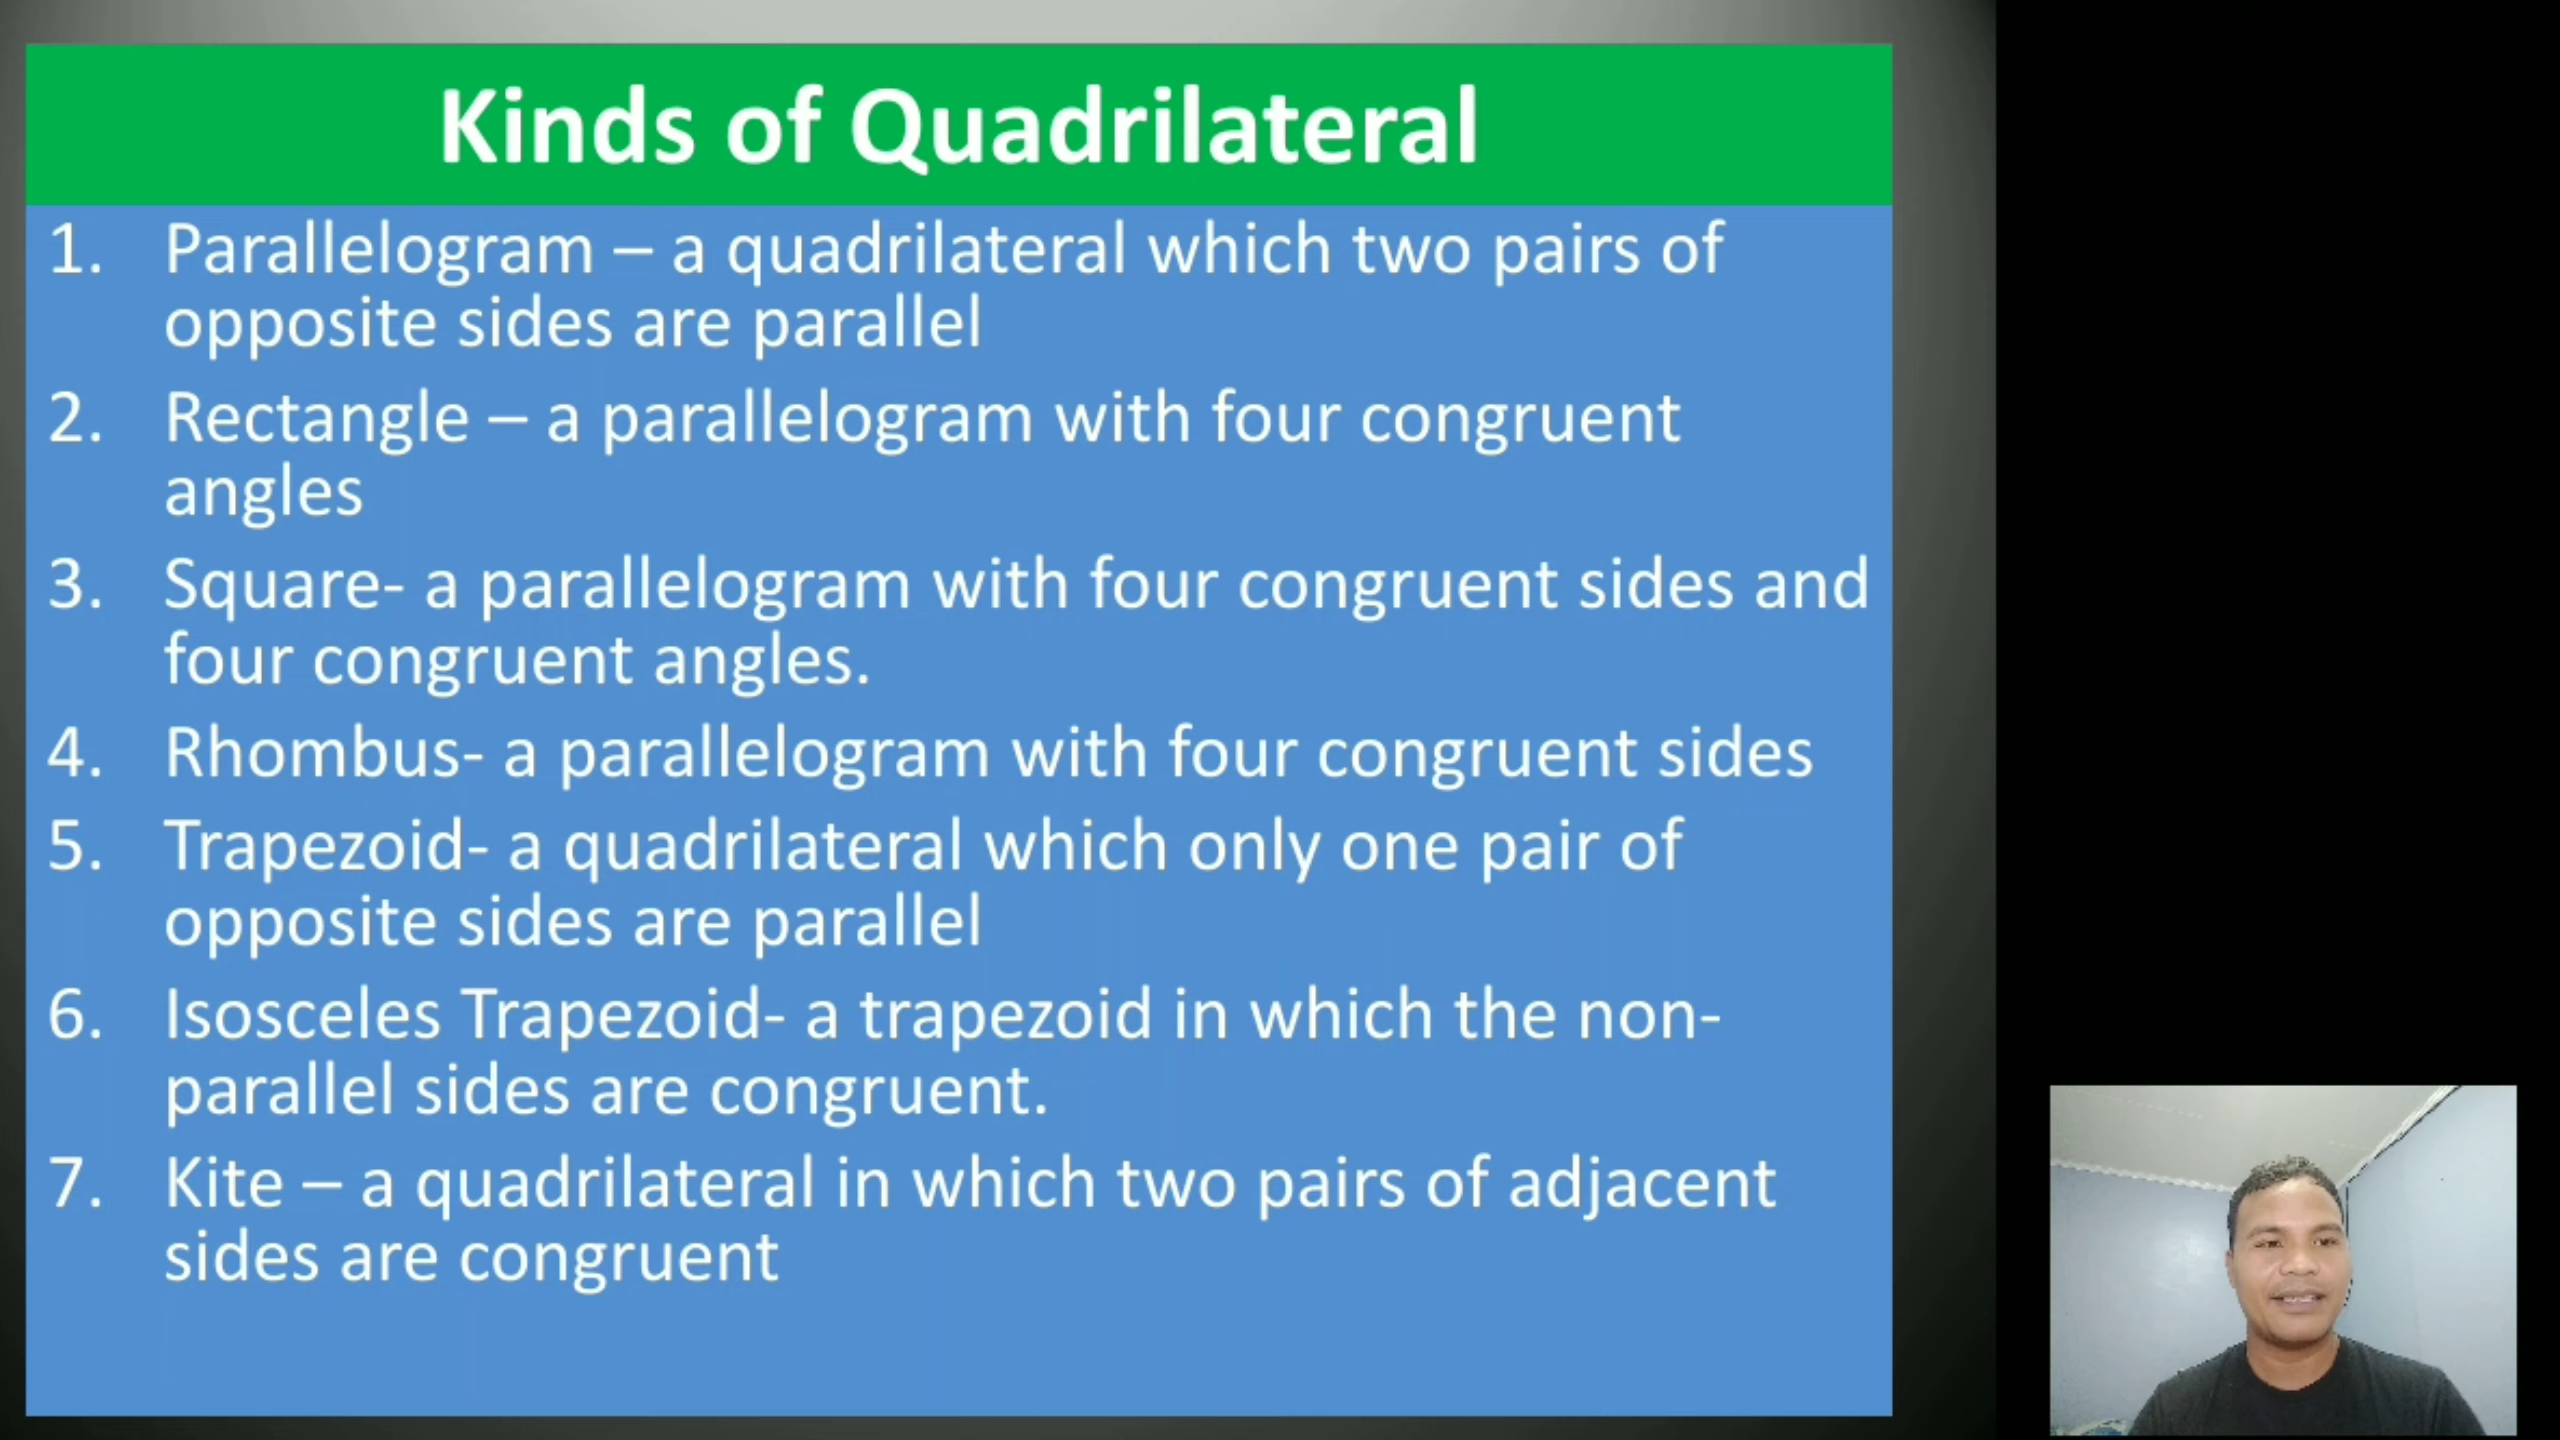 Kinds of Quadrilateral
1. Parallelogram – a quadrilateral which two pairs of
opposite sides are parallel
2. Rectangle – a parallelogram with four congruent
angles
3. Square- a parallelogram with four congruent sides and
four congruent angles.
4. Rhombus- a parallelogram with four congruent sides
5. Trapezoid- a quadrilateral which only one pair of
opposite sides are parallel
6. Isosceles Trapezoid- a trapezoid in which the non-
parallel sides are congruent.
7. Kite – a quadrilateral in which two pairs of adjacent
sides are congruent